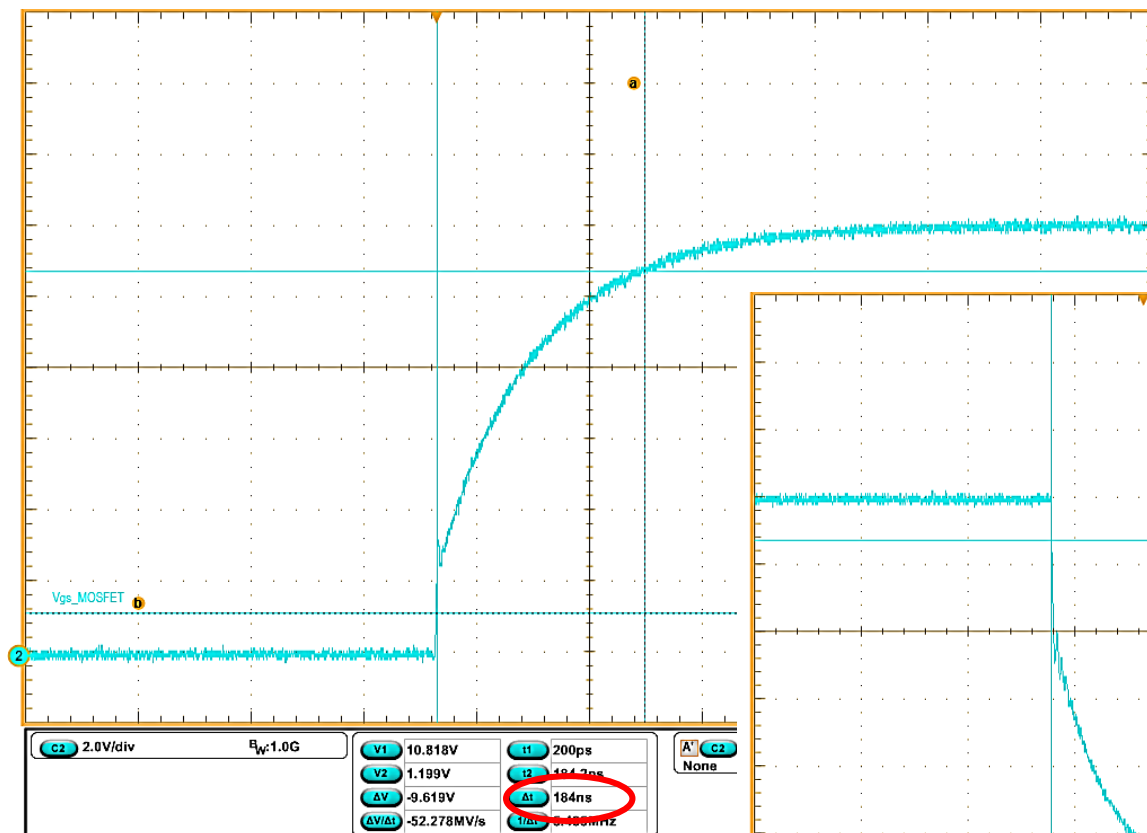 a
Vgs_MOSFET b
2
C2 2.0V/div BW:1.0G
V1 10.818V t1 200ps
V2 1.199V t2
ΔV -9.619V Δt 184ns
ΔV/Δt -52.278MV/s 1/Δt
A' C2
None